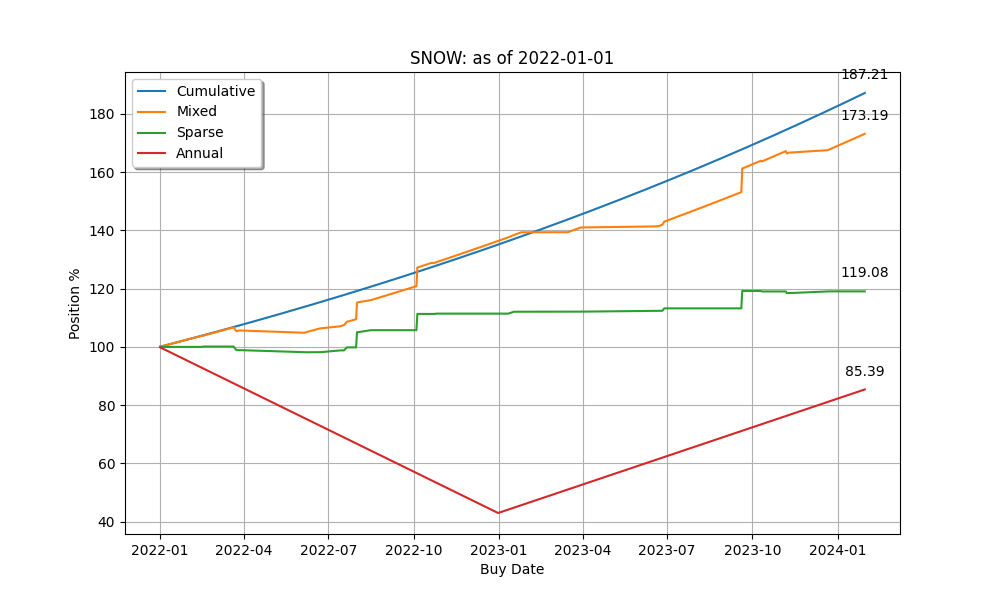 SNOW: as of 2022-01-01
187.21
Cumulative
Mixed
Sparse
Annual
173.19
119.08
85.39
180
160
140
120
100
80
60
40
Position %
2022-01 2022-04 2022-07 2022-10 2023-01 2023-04 2023-07 2023-10 2024-01
Buy Date